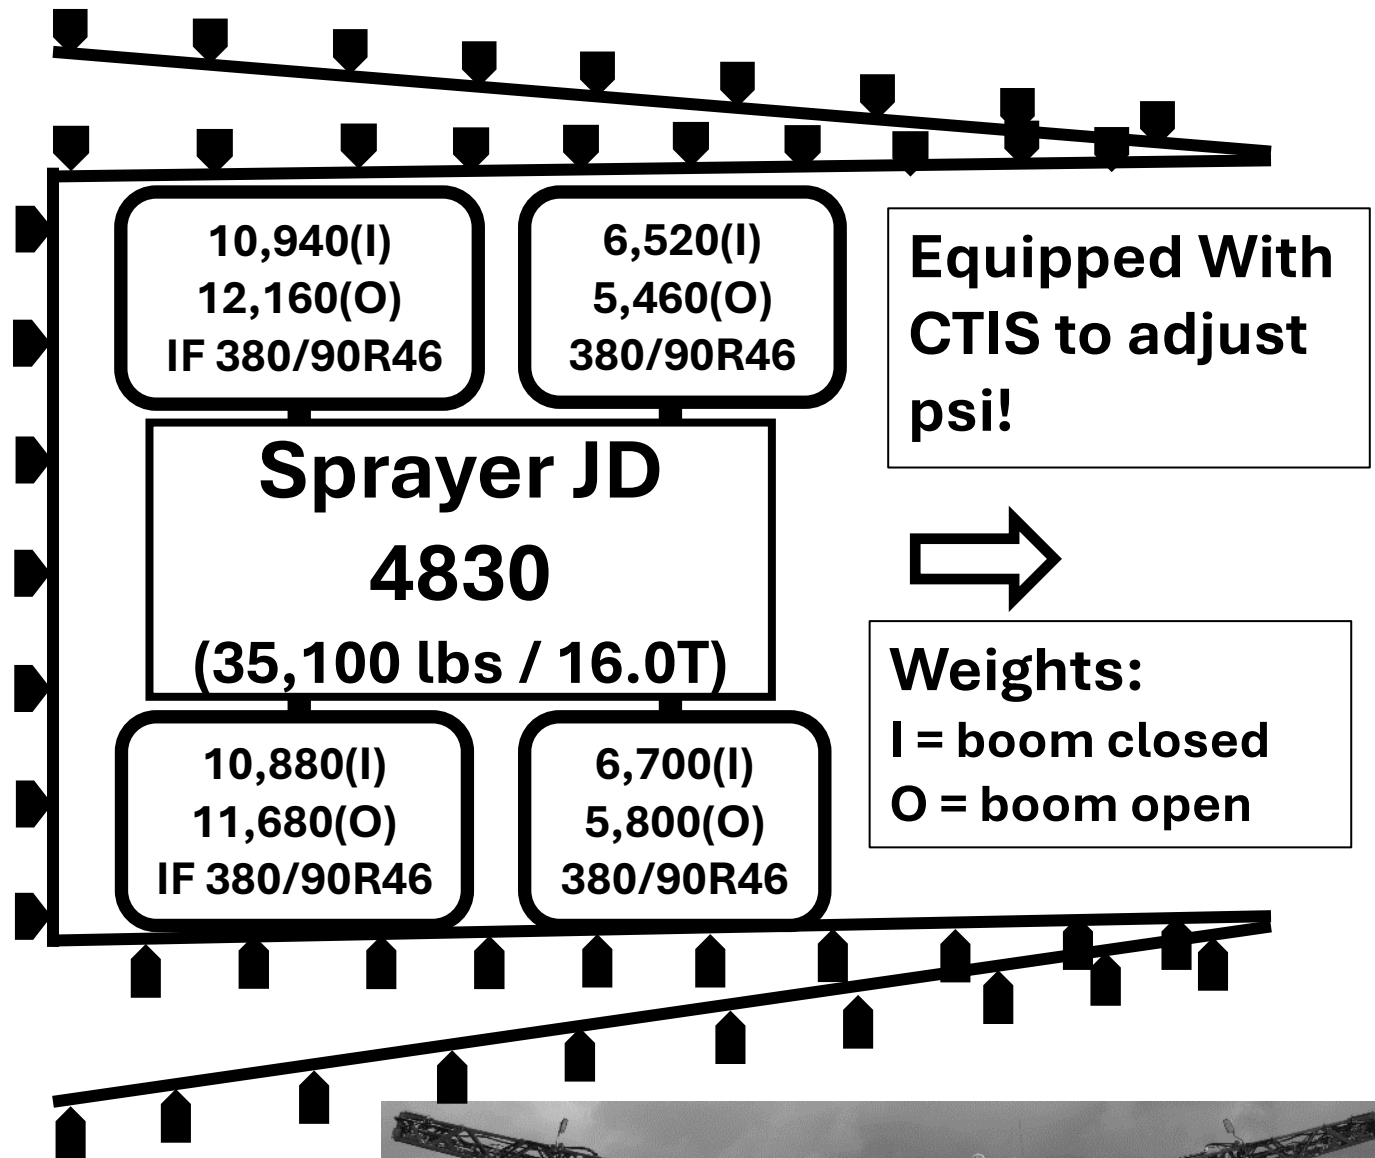 10,940(I)
12,160(O)
IF 380/90R46
6,520(I)
5,460(O)
380/90R46
Equipped With
CTIS to adjust
psi!
Sprayer JD
4830
(35,100 lbs / 16.0T)
Weights:
I = boom closed
O = boom open
10,880(I)
11,680(O)
IF 380/90R46
6,700(I)
5,800(O)
380/90R46